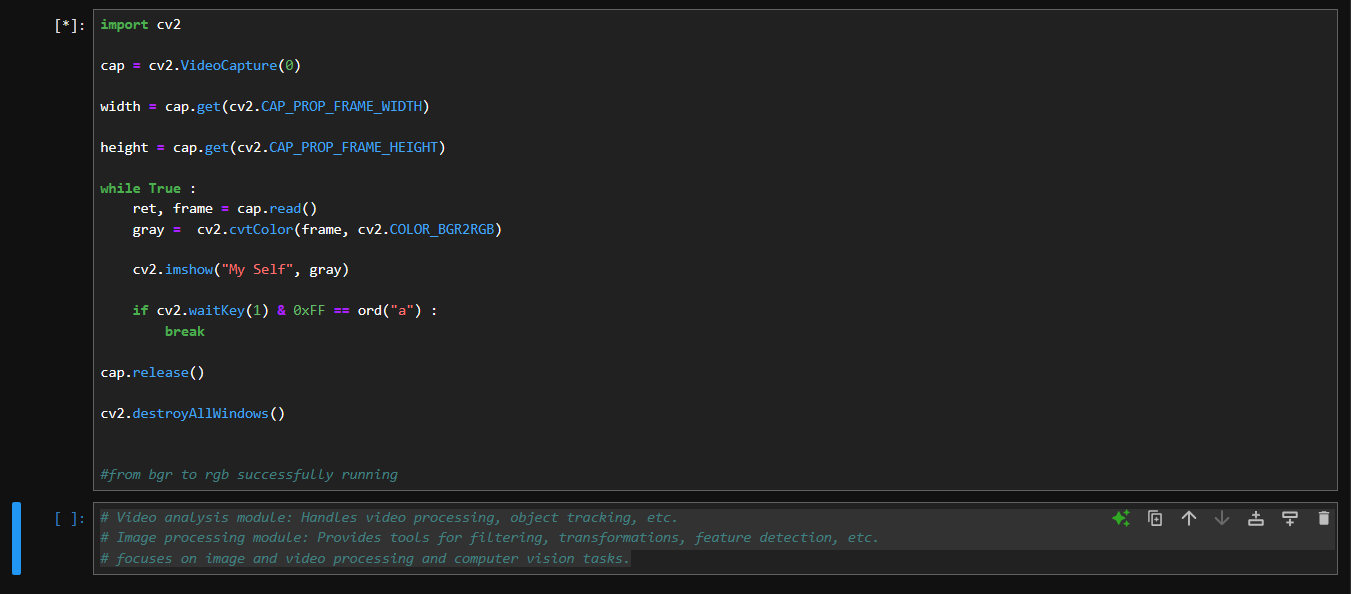 [*]:
import cv2
cap = cv2.VideoCapture(0)
width = cap.get(cv2.CAP_PROP_FRAME_WIDTH)
height = cap.get(cv2.CAP_PROP_FRAME_HEIGHT)
while True :
    ret, frame = cap.read()
    gray =  cv2.cvtColor(frame, cv2.COLOR_BGR2RGB)
    cv2.imshow("My Self", gray)
    if cv2.waitKey(1) & 0xFF == ord("a") :
        break
cap.release()
cv2.destroyAllWindows()
#from bgr to rgb successfully running
[ ]:
# Video analysis module: Handles video processing, object tracking, etc.
# Image processing module: Provides tools for filtering, transformations, feature detection, etc.
# focuses on image and video processing and computer vision tasks.